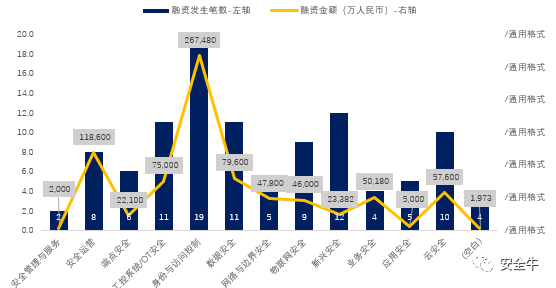 融资发生笔数-左轴 融资金额（万人民币）-右轴
20.0 /通用格式
18.0 /通用格式
16.0 /通用格式
14.0 /通用格式
12.0 /通用格式
10.0 /通用格式
8.0 /通用格式
6.0
4.0
2.0
0.0
2,000
118,600
22,100
75,000
267,480
79,600
47,800
46,000
23,382
50,180
5,000
57,600
1,973
2 8 6 11 19 11 5 9 12 4 5 10 4
安全管理与服务
安全运营
端点安全
工控系统/OT安全
身份与访问控制
数据安全
网络与边界安全
物联网安全
新兴安全
业务安全
应用安全
云安全
(空白)
安全牛